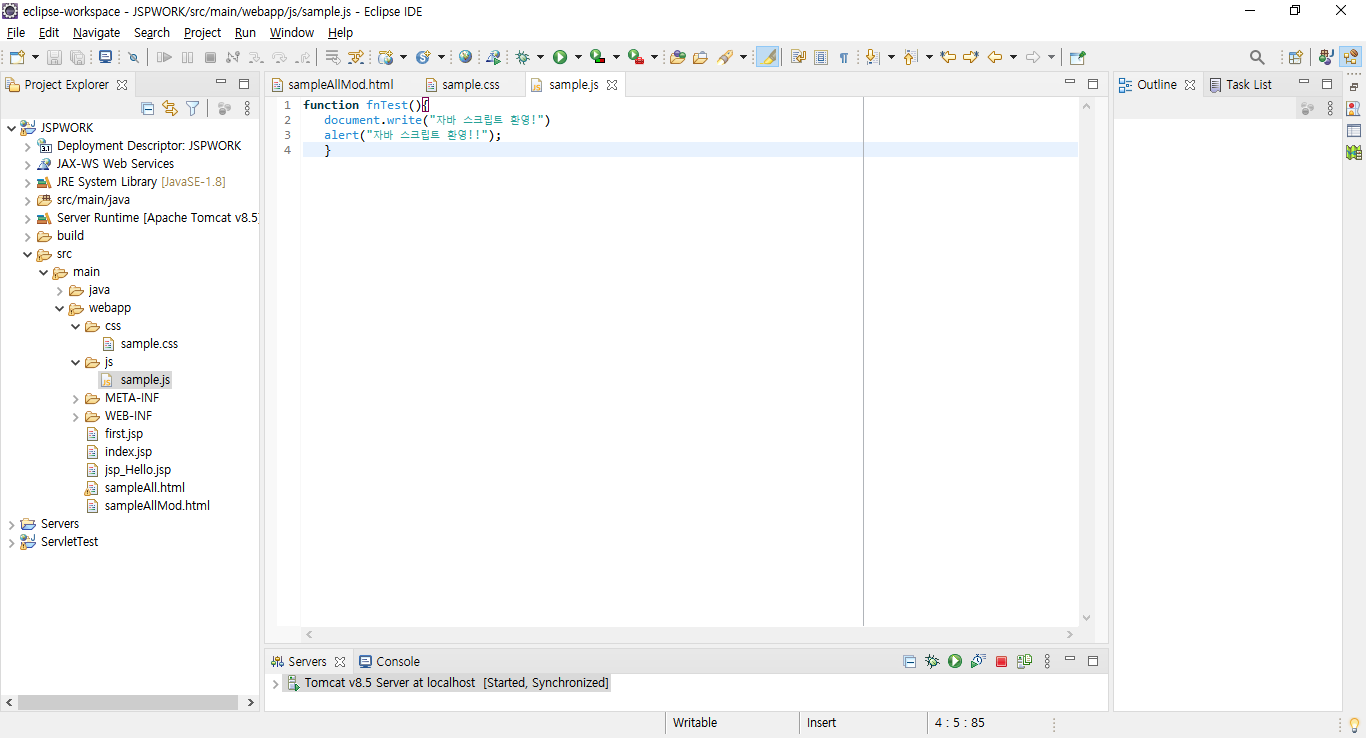 eclipse-workspace - JSPWORK/src/main/webapp/js/sample.js - Eclipse IDE
File Edit Navigate Search Project Run Window Help
Project Explorer
JSPWORK
Deployment Descriptor: JSPWORK
JAX-WS Web Services
JRE System Library [JavaSE-1.8]
src/main/java
Server Runtime [Apache Tomcat v8.5]
build
src
main
java
webapp
css
sample.css
js
sample.js
META-INF
WEB-INF
first.jsp
index.jsp
jsp_Hello.jsp
sampleAll.html
sampleAllMod.html
Servers
ServletTest
sampleAllMod.html sample.css sample.js
1 function fnTest(){
2 document.write("자바 스크립트 환영!")
3 alert("자바 스크립트 환영!!");
4 }
Servers Console
Tomcat v8.5 Server at localhost [Started, Synchronized]
Outline Task List
Writable Insert 4 : 5 : 85